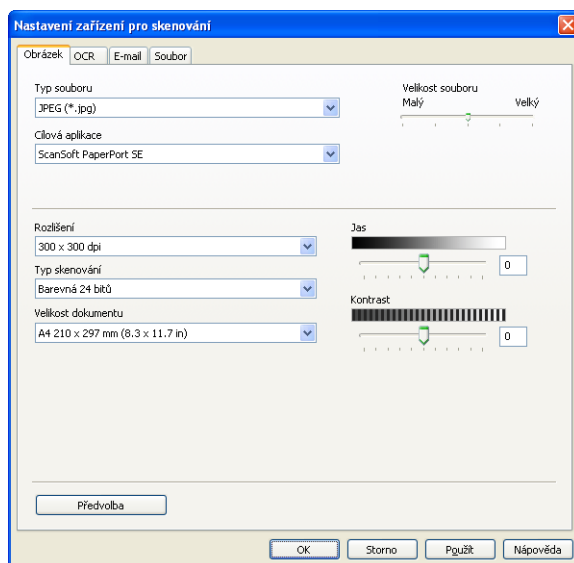 Nastavení zařízení pro skenování
Obrázek OCR E-mail Soubor
Typ souboru
JPEG (*.jpg)
Velikost souboru
Malý Velký
Cílová aplikace
ScanSoft PaperPort SE
Rozlišení
300 x 300 dpi
Typ skenování
Barevná 24 bitů
Velikost dokumentu
A4 210 x 297 mm (8.3 x 11.7 in)
Jas
0
Kontrast
0
Předvolba
OK Storno Použít Nápověda